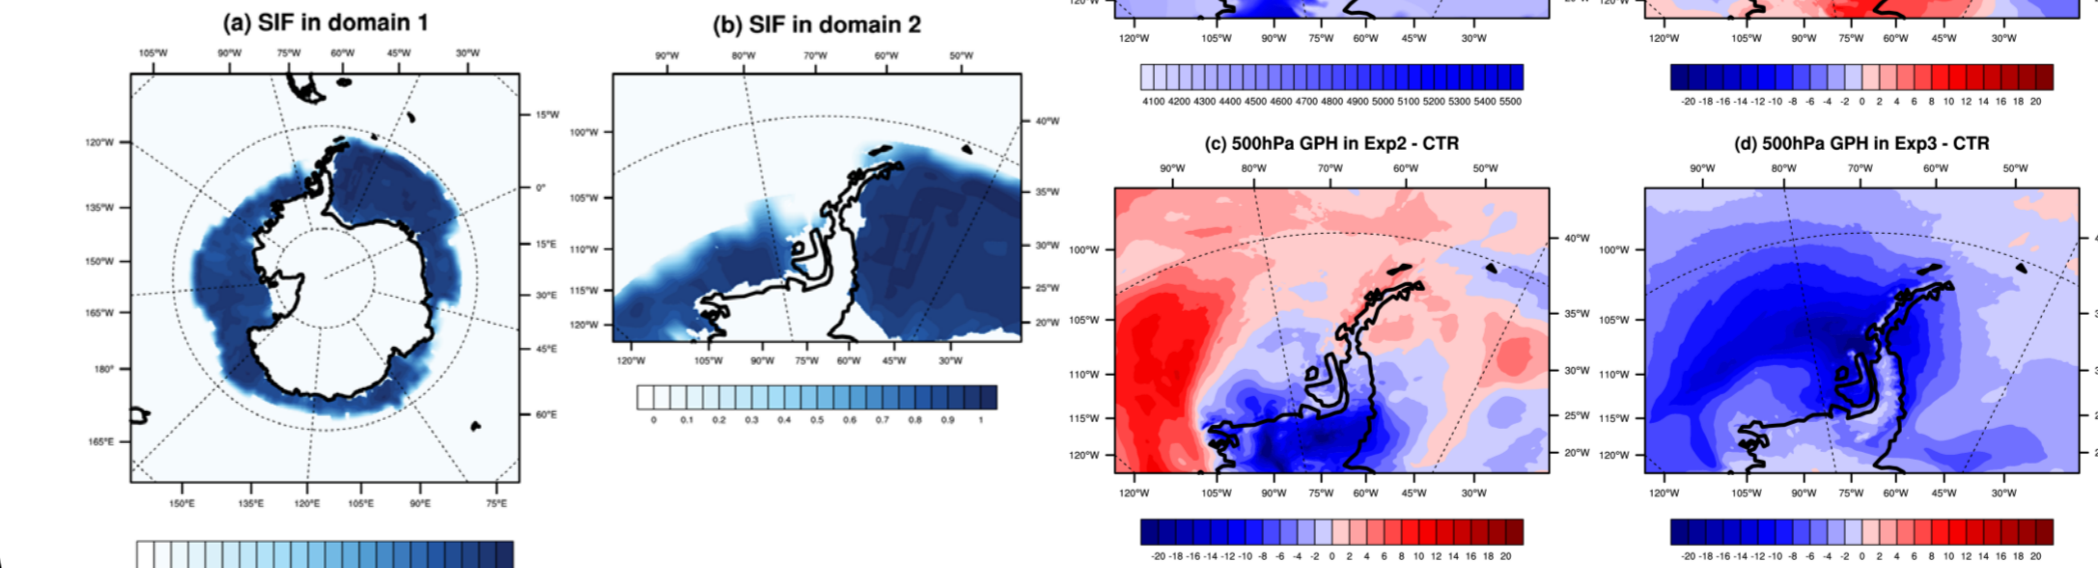 (a) SIF in domain 1
105°W 90°W 75°W 60°W 45°W 30°W
120°W
135°W
150°W
165°W
180°
165°E
15°W
0°
15°E
30°E
45°E
60°E
150°E 135°E 120°E 105°E 90°E 75°E
(b) SIF in domain 2
90°W 80°W 70°W 60°W 50°W
100°W
105°W
110°W
115°W
120°W
40°W
35°W
30°W
25°W
20°W
120°W 105°W 90°W 75°W 60°W 45°W 30°W
0 0.1 0.2 0.3 0.4 0.5 0.6 0.7 0.8 0.9 1
120°W 105°W 90°W 75°W 60°W 45°W 30°W
4100 4200 4300 4400 4500 4600 4700 4800 4900 5000 5100 5200 5300 5400 5500
120°W 105°W 90°W 75°W 60°W 45°W 30°W
-20 -18 -16 -14 -12 -10 -8 -6 -4 -2 0 2 4 6 8 10 12 14 16 18 20
(c) 500hPa GPH in Exp2 - CTR
90°W 80°W 70°W 60°W 50°W
100°W
105°W
110°W
115°W
120°W
40°W
35°W
30°W
25°W
20°W
120°W 105°W 90°W 75°W 60°W 45°W 30°W
-20 -18 -16 -14 -12 -10 -8 -6 -4 -2 0 2 4 6 8 10 12 14 16 18 20
(d) 500hPa GPH in Exp3 - CTR
90°W 80°W 70°W 60°W 50°W
100°W
105°W
110°W
115°W
120°W
120°W 105°W 90°W 75°W 60°W 45°W 30°W
-20 -18 -16 -14 -12 -10 -8 -6 -4 -2 0 2 4 6 8 10 12 14 16 18 20